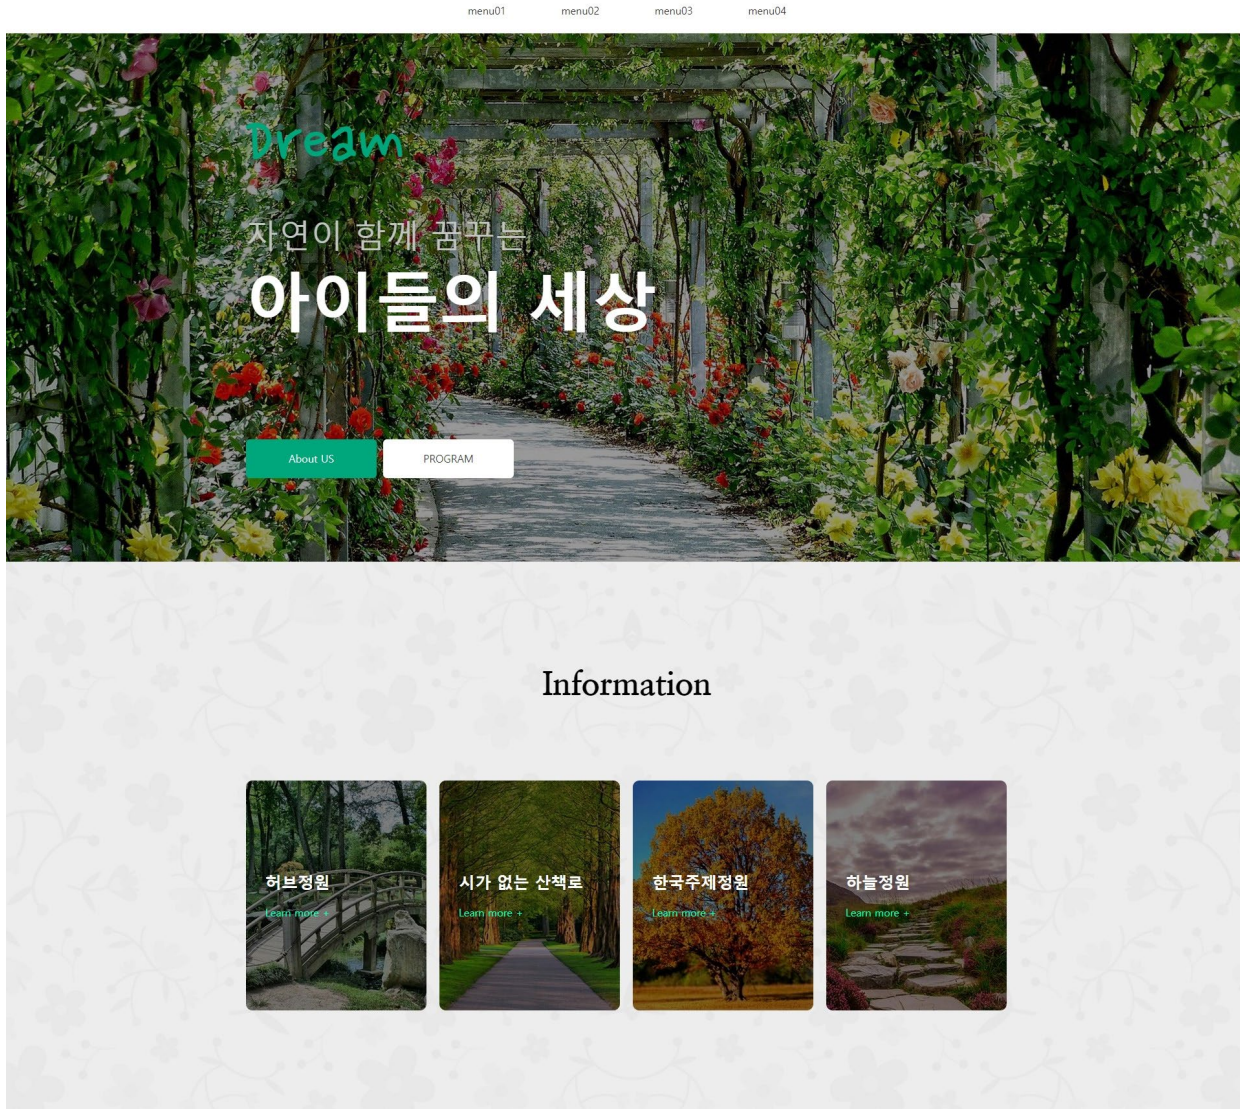 menu01 menu02 menu03 menu04
Dream
자연이 함께 꿈꾸는
아이들의 세상
About US PROGRAM
Information
허브정원 시가 없는 산책로 한국주제정원 하늘정원
Learn more + Learn more + Learn more + Learn more +